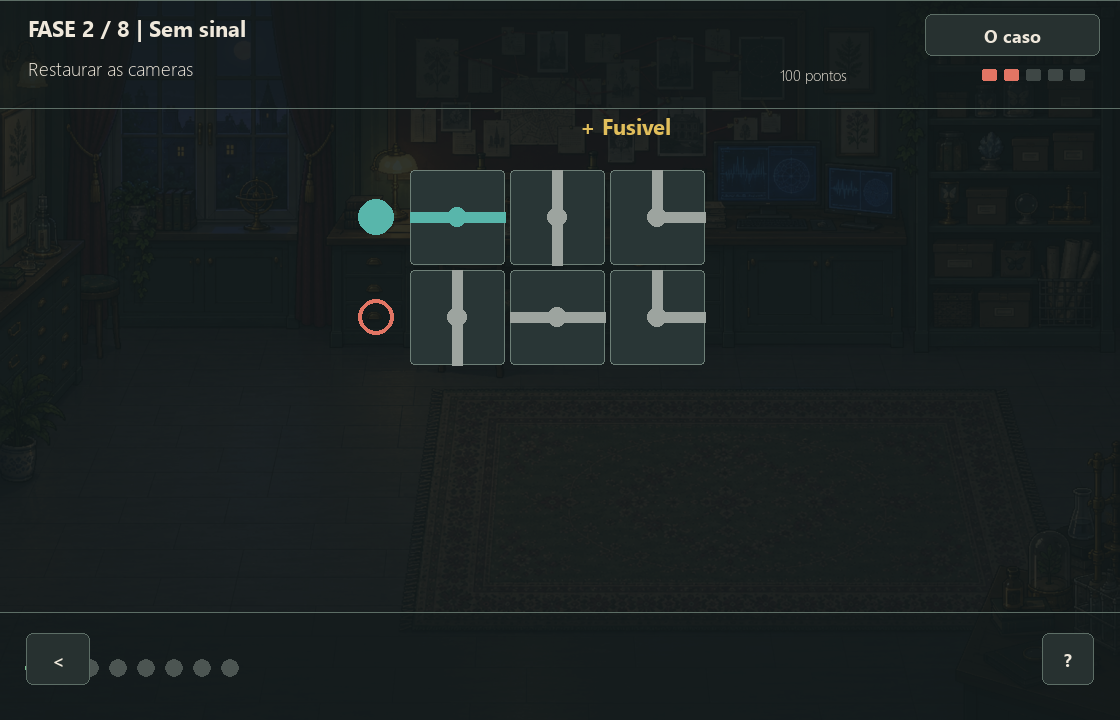 FASE 2 / 8 | Sem sinal
O caso
Restaurar as cameras
100 pontos
+ Fusivel
<
?